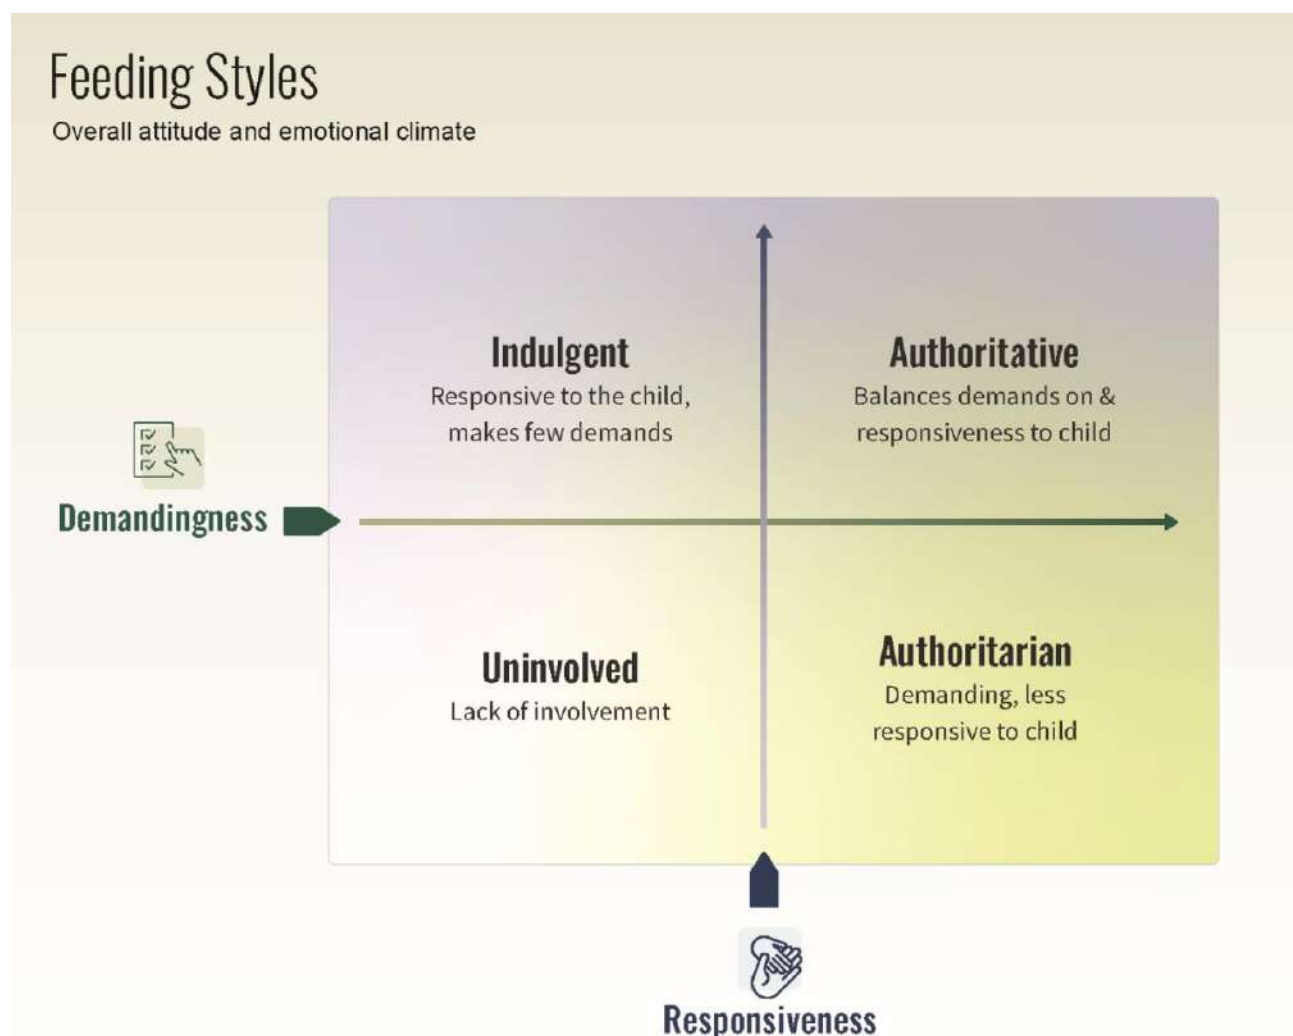 Feeding Styles
Overall attitude and emotional climate
Indulgent
Responsive to the child,
makes few demands
Authoritative
Balances demands on &
responsiveness to child
Demandingness
Uninvolved
Lack of involvement
Authoritarian
Demanding, less
responsive to child
Responsiveness